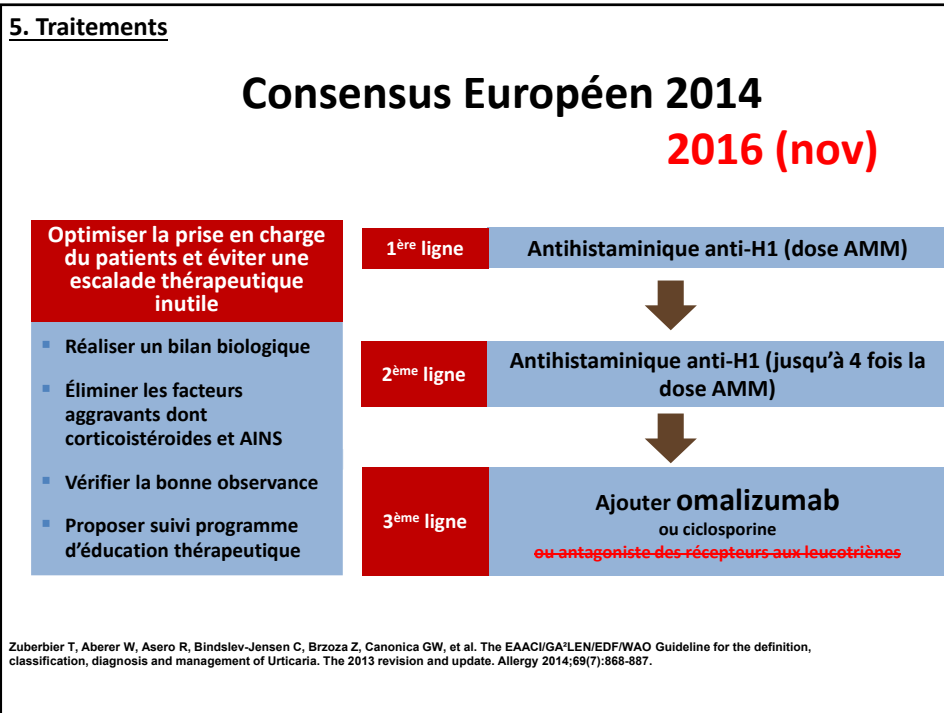 5. Traitements
Consensus Européen 2014
2016 (nov)
Optimiser la prise en charge
du patients et éviter une
escalade thérapeutique
inutile
▪ Réaliser un bilan biologique
▪ Éliminer les facteurs
aggravants dont
corticoistéroides et AINS
▪ Vérifier la bonne observance
▪ Proposer suivi programme
d'éducation thérapeutique
1ère ligne
Antihistaminique anti-H1 (dose AMM)
2ème ligne
Antihistaminique anti-H1 (jusqu'à 4 fois la
dose AMM)
3ème ligne
Ajouter omalizumab
ou ciclosporine
ou antagoniste des récepteurs aux leucotriènes
Zuberbier T, Aberer W, Asero R, Bindslev-Jensen C, Brzoza Z, Canonica GW, et al. The EAACI/GA²LEN/EDF/WAO Guideline for the definition,
classification, diagnosis and management of Urticaria. The 2013 revision and update. Allergy 2014;69(7):868-887.